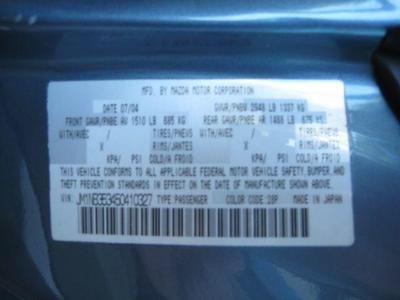 MFD. BY MAZDA MOTOR CORPORATION
DATE 07/04 GVWR/PNBV 2948 LB 1337 KG
FRONT GAWR/PNBE AV 1510 LB 685 KG REAR GAWR/PNBE AR 1488 LB 675 KG
WITH/AVEC TIRES/PNEUS WITH/AVEC TIRES/PNEUS
X RIMS/JANTES X RIMS/JANTES
KPA/ PSI COLD/A FROID KPA/ PSI COLD/A FROID
THIS VEHICLE CONFORMS TO ALL APPLICABLE FEDERAL MOTOR VEHICLE SAFETY, BUMPER, AND
THEFT PREVENTION STANDARDS IN EFFECT ON THE DATE OF MANUFACTURE SHOWN ABOVE.
VIN: JM1NB353450410327 TYPE: PASSENGER COLOR CODE: 28P MADE IN JAPAN